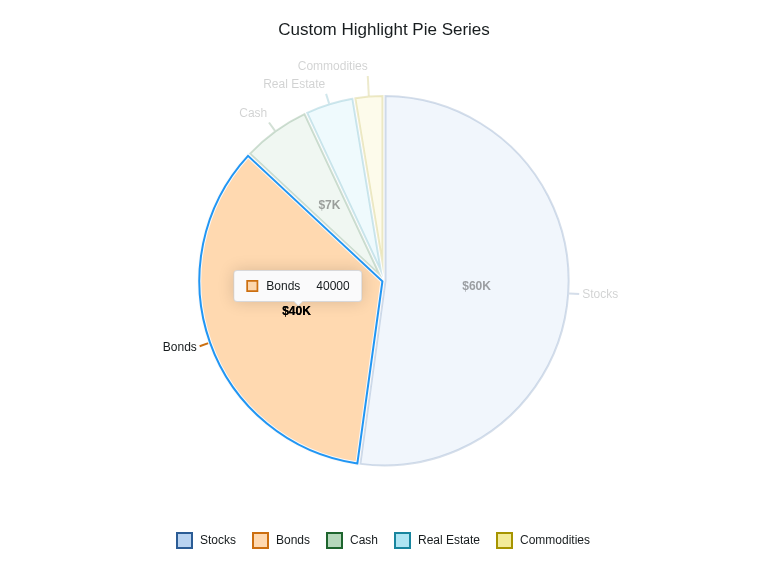 Custom Highlight Pie Series
Commodities
Real Estate
Cash
$7K
Bonds 40000
$60K
Stocks
$40K
Bonds
Stocks Bonds Cash Real Estate Commodities